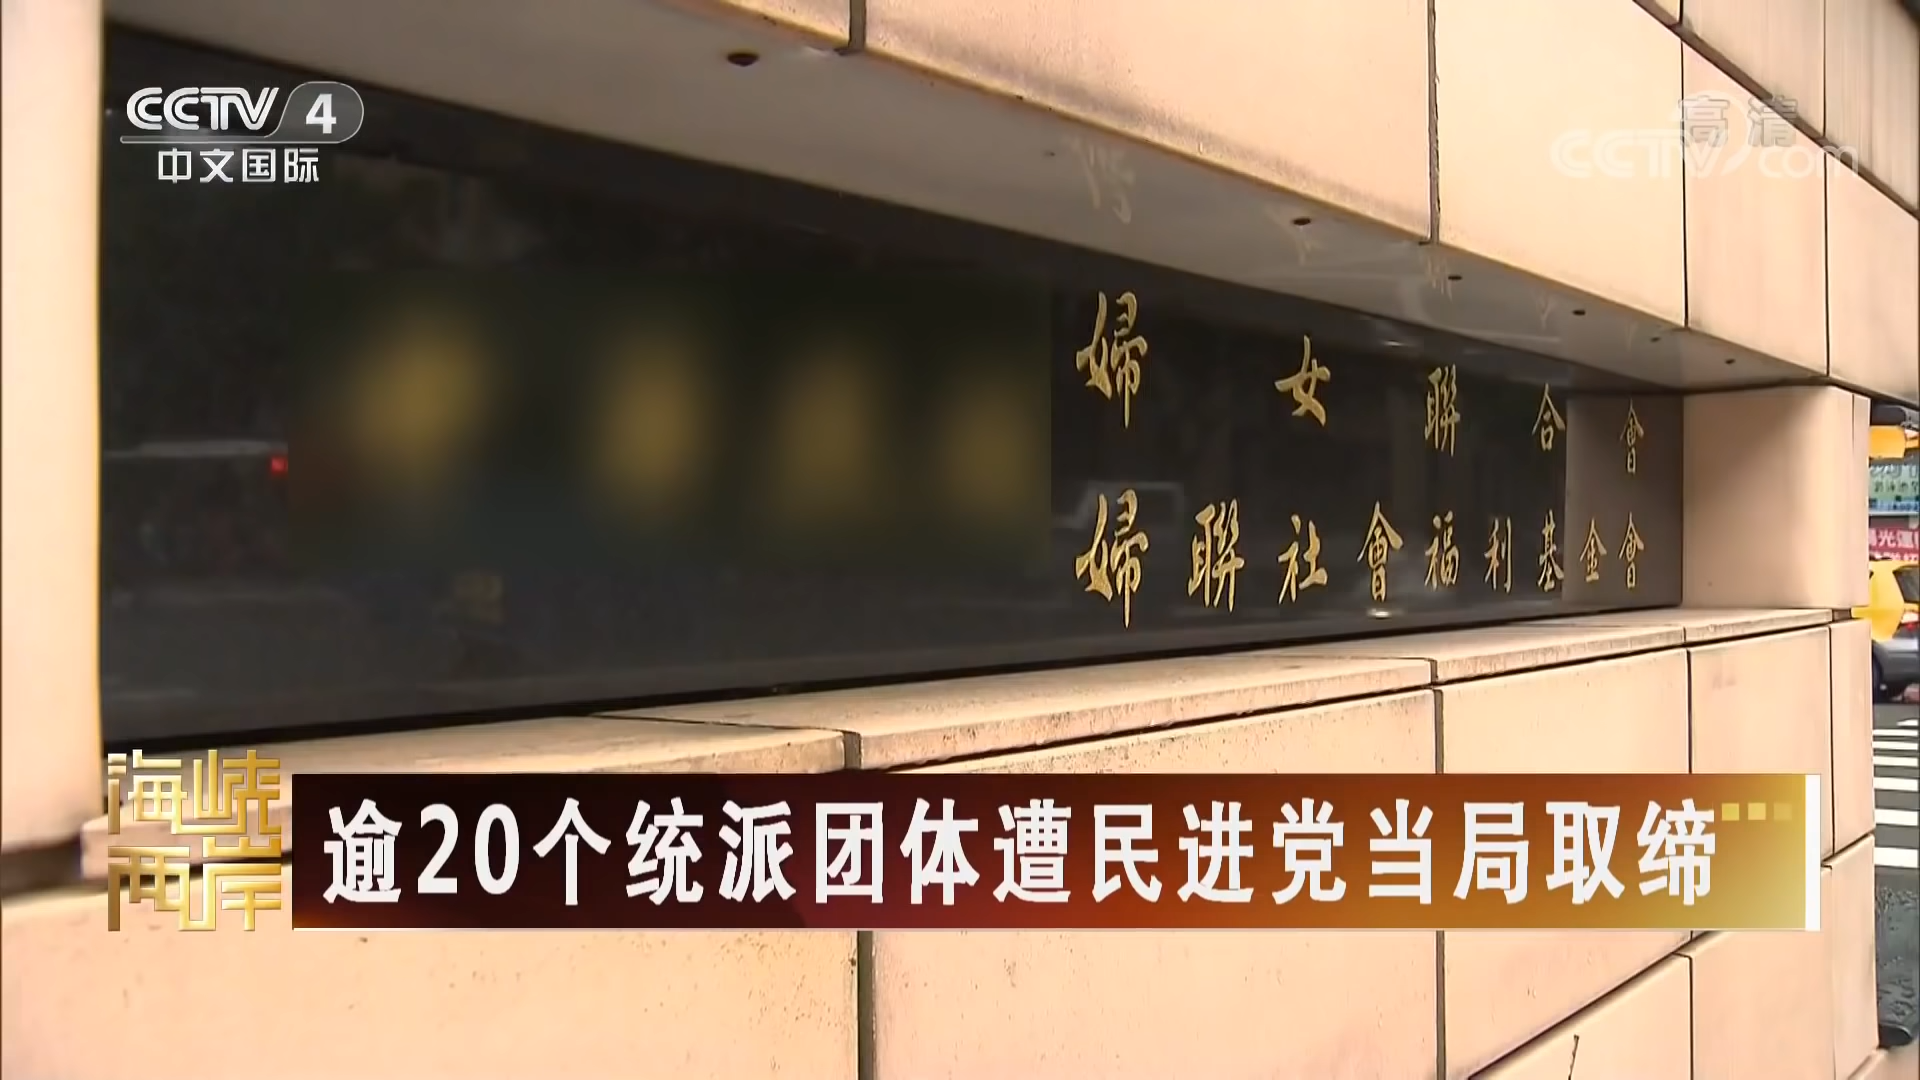 CCTV 4
中文国际
高清
CCTV.com
婦女聯合會
婦聯社會福利基金會
海峡两岸
逾20个统派团体遭民进党当局取缔